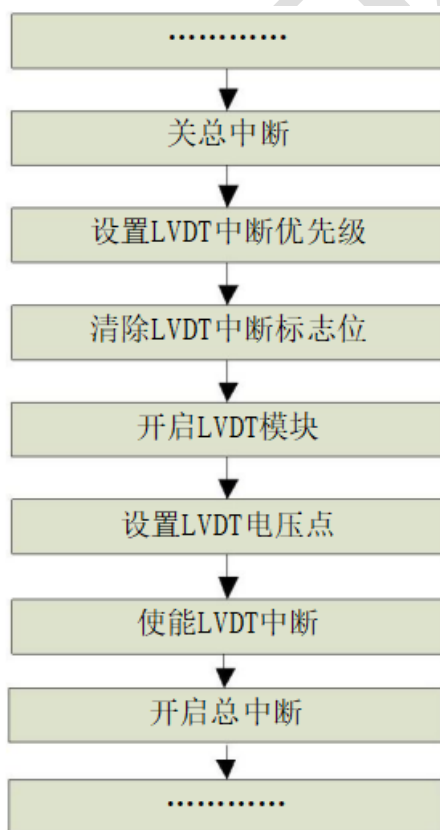 …………
关总中断
设置LVDT中断优先级
清除LVDT中断标志位
开启LVDT模块
设置LVDT电压点
使能LVDT中断
开启总中断
…………